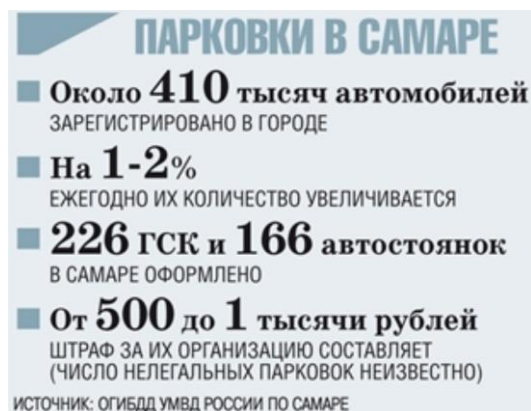 ПАРКОВКИ В САМАРЕ
Около 410 тысяч автомобилей
ЗАРЕГИСТРИРОВАНО В ГОРОДЕ
На 1-2%
ЕЖЕГОДНО ИХ КОЛИЧЕСТВО УВЕЛИЧИВАЕТСЯ
226 ГСК и 166 автостоянок
В САМАРЕ ОФОРМЛЕНО
От 500 до 1 тысячи рублей
ШТРАФ ЗА ИХ ОРГАНИЗАЦИЮ СОСТАВЛЯЕТ
(ЧИСЛО НЕЛЕГАЛЬНЫХ ПАРКОВОК НЕИЗВЕСТНО)
ИСТОЧНИК: ОГИБДД УМВД РОССИИ ПО САМАРЕ